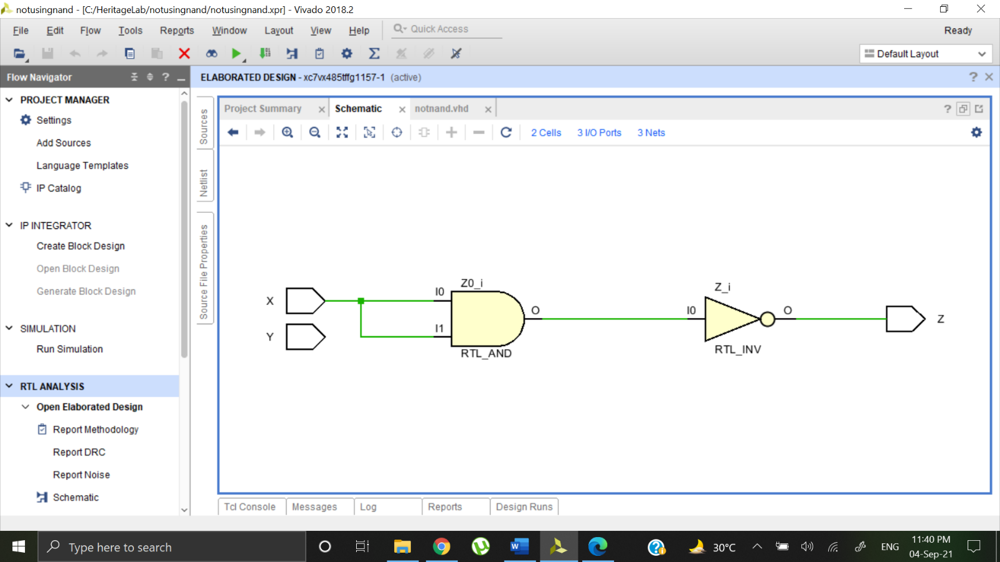 notusingnand - [C:/HeritageLab/notusingnand/notusingnand.xpr] - Vivado 2018.2
File Edit Flow Tools Reports Window Layout View Help Quick Access Ready
Default Layout
Flow Navigator
ELABORATED DESIGN - xc7vx485tffg1157-1 (active)
PROJECT MANAGER
Settings
Add Sources
Language Templates
IP Catalog
IP INTEGRATOR
Create Block Design
Open Block Design
Generate Block Design
SIMULATION
Run Simulation
RTL ANALYSIS
Open Elaborated Design
Report Methodology
Report DRC
Report Noise
Schematic
Sources
Netlist
Source File Properties
Project Summary Schematic notnand.vhd
2 Cells 3 I/O Ports 3 Nets
X
Y
Z0_i
I0
I1
O
RTL_AND
Z_i
I0
O
RTL_INV
Z
Tcl Console Messages Log Reports Design Runs
Type here to search
30°C
ENG
11:40 PM
04-Sep-21